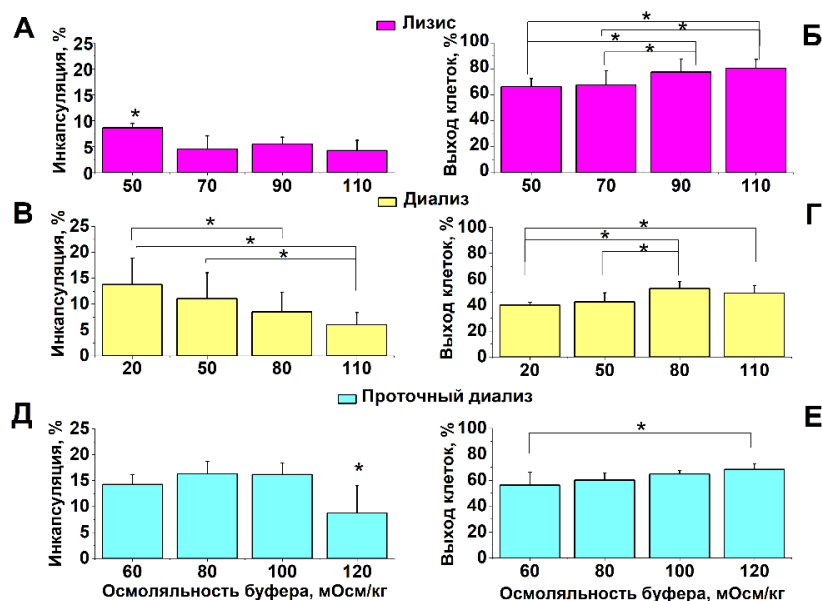 А
Лизис
Б
Инкапсуляция, %
25
20
15
10
5
0
*
50 70 90 110
Выход клеток, %
100
80
60
40
20
0
*
*
*
*
50 70 90 110
В
Диализ
Г
Инкапсуляция, %
25
20
15
10
5
0
*
*
*
20 50 80 110
Выход клеток, %
100
80
60
40
20
0
*
*
*
20 50 80 110
Д
Проточный диализ
Е
Инкапсуляция, %
25
20
15
10
5
0
*
60 80 100 120
Осмоляльность буфера, мОсм/кг
Выход клеток, %
100
80
60
40
20
0
*
60 80 100 120
Осмоляльность буфера, мОсм/кг